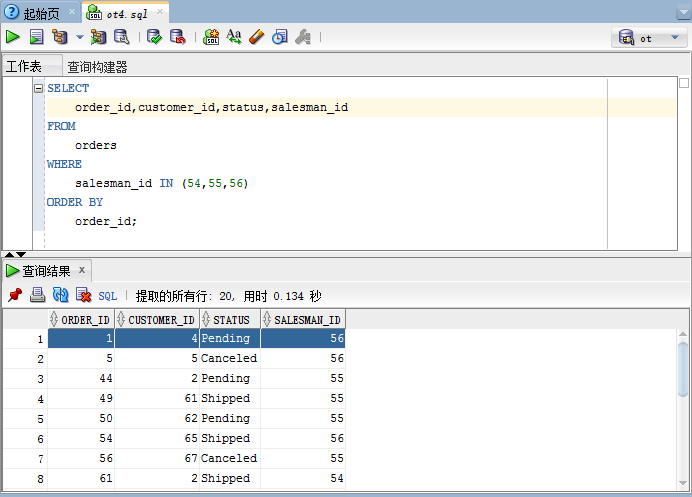 起始页 ot4.sql
ot
工作表 查询构建器
SELECT
order_id,customer_id,status,salesman_id
FROM
orders
WHERE
salesman_id IN (54,55,56)
ORDER BY
order_id;
查询结果 x
SQL | 提取的所有行: 20, 用时 0.134 秒
ORDER_ID CUSTOMER_ID STATUS SALESMAN_ID
1 1 4 Pending 56
2 5 5 Canceled 56
3 44 2 Pending 55
4 49 61 Shipped 55
5 50 62 Pending 55
6 54 65 Shipped 56
7 56 67 Canceled 55
8 61 2 Shipped 54